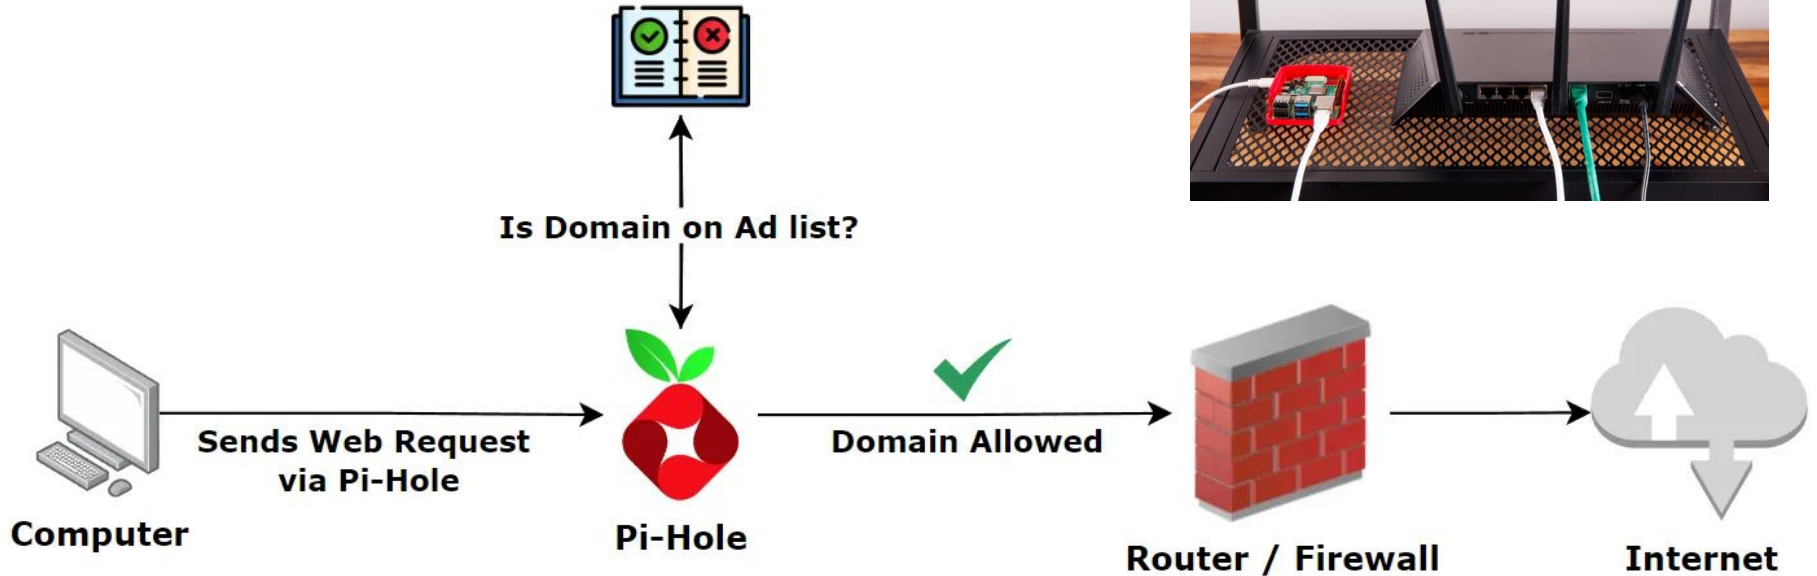 Is Domain on Ad list?
Sends Web Request
via Pi-Hole
Domain Allowed
Computer
Pi-Hole
Router / Firewall
Internet